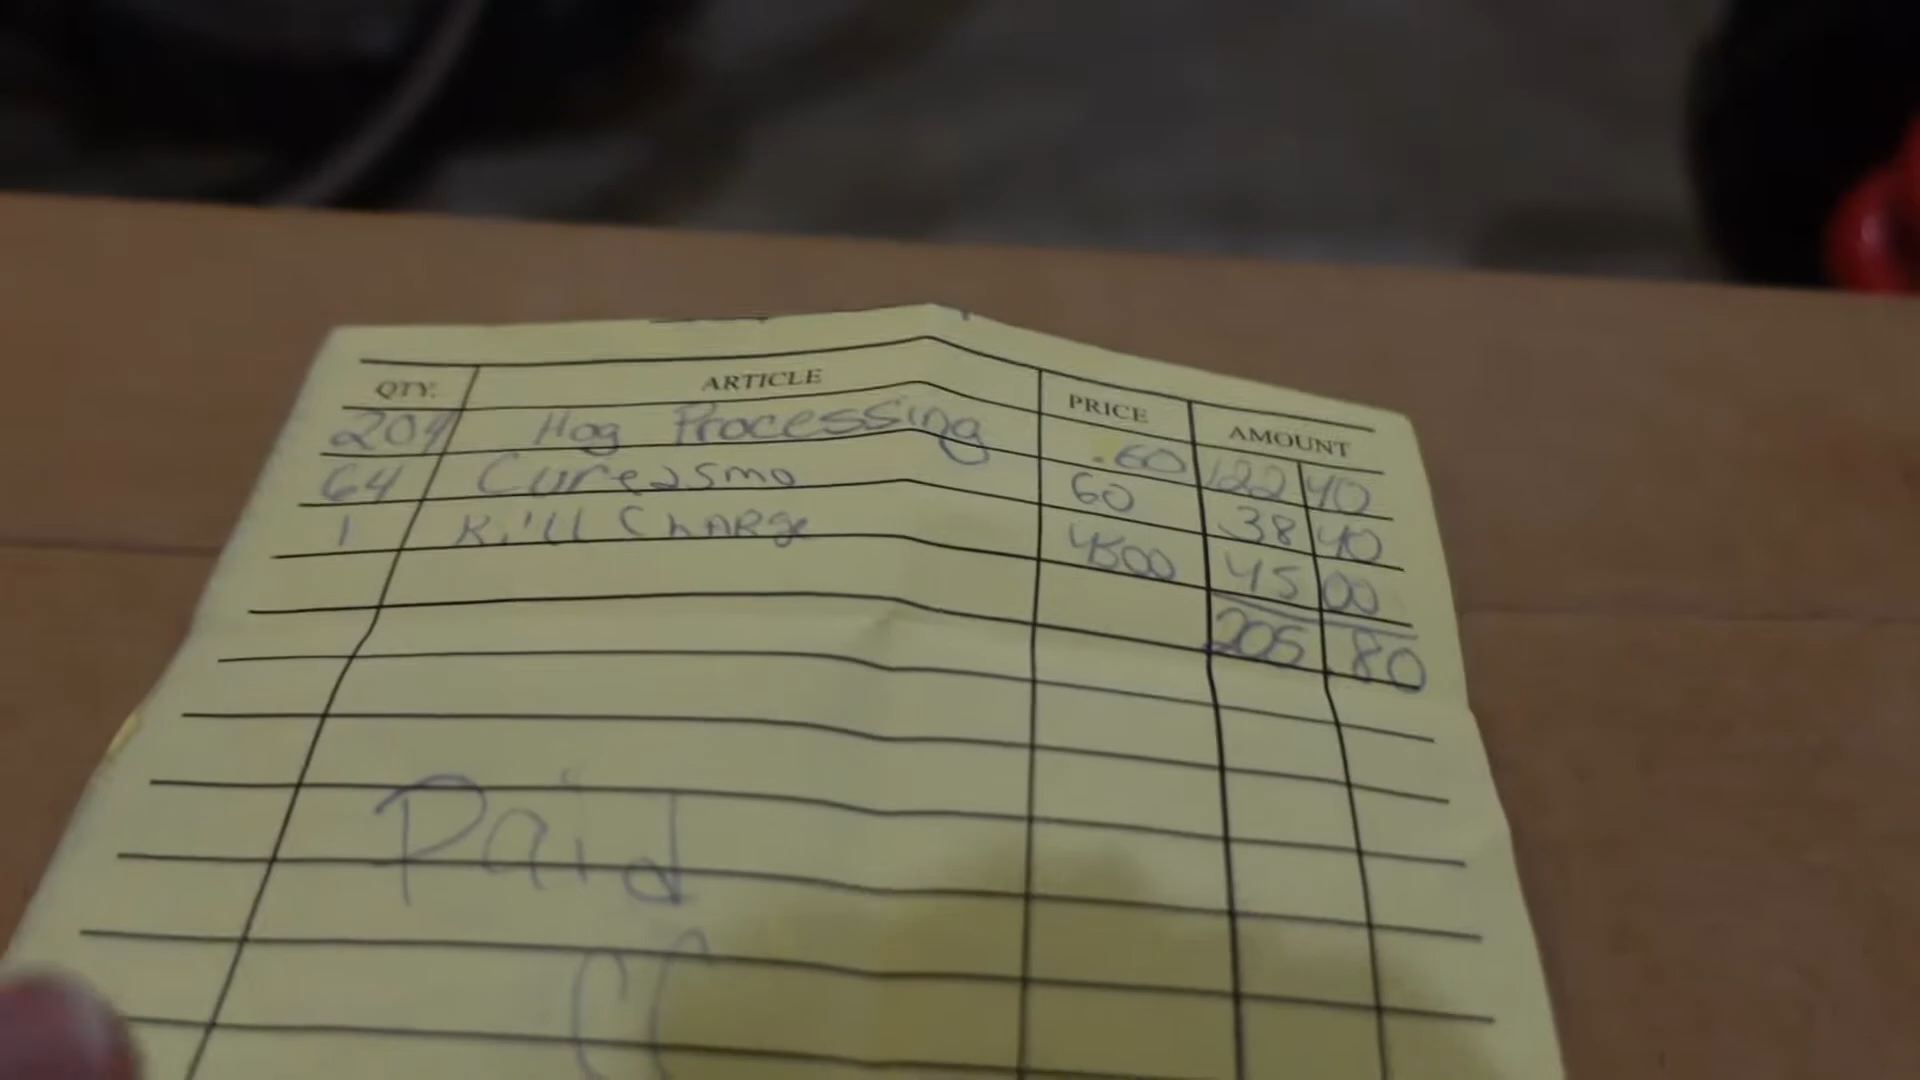 QTY. ARTICLE PRICE AMOUNT
204 Hog Processing .60 122 40
64 Cure & Smo 60 38 40
1 Kill Charge 4500 45 00
205 80
Paid